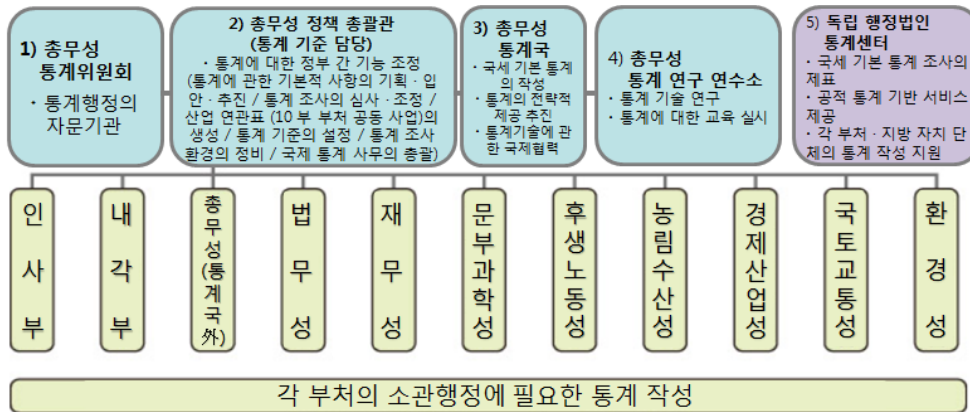 1) 총무성
통계위원회
· 통계행정의
자문기관
2) 총무성 정책 총괄관
(통계 기준 담당)
· 통계에 대한 정부 간 기능 조정
(통계에 관한 기본적 사항의 기획 · 입
안 · 추진 / 통계 조사의 심사 · 조정 /
산업 연관표 (10 부 부처 공동 사업)의
생성 / 통계 기준의 설정 / 통계 조사
환경의 정비 / 국제 통계 사무의 총괄)
3) 총무성
통계국
· 국세 기본 통계
의 작성
· 통계의 전략적
제공 추진
· 통계기술에 관
한 국제협력
4) 총무성
통계 연구 연수소
· 통계 기술 연구
· 통계에 대한 교육 실시
5) 독립 행정법인
통계센터
· 국세 기본 통계 조사의
제표
· 공적 통계 기반 서비스
제공
· 각 부처 · 지방 자치 단
체의 통계 작성 지원
인사부
내각부
총무성(통계국外)
법무성
재무성
문부과학성
후생노동성
농림수산성
경제산업성
국토교통성
환경성
각 부처의 소관행정에 필요한 통계 작성